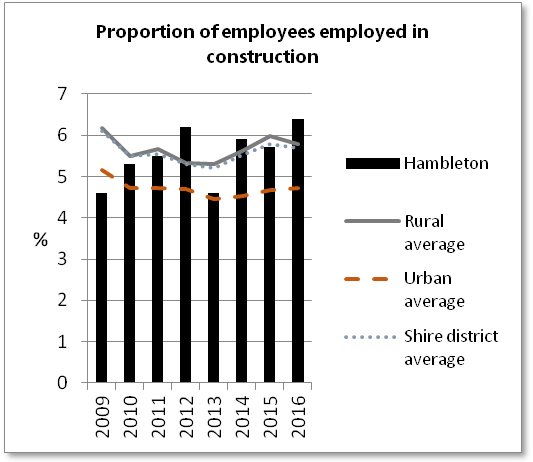 Proportion of employees employed in
construction
7
6
5
4
3
2
1
0
%
2009
2010
2011
2012
2013
2014
2015
2016
Hambleton
Rural
average
Urban
average
Shire district
average